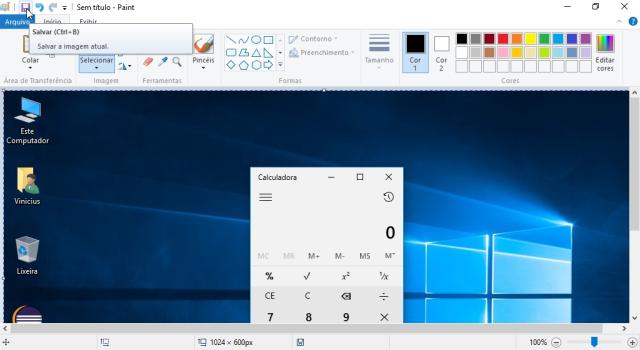 Sem título - Paint
Arquivo Início Exibir
Salvar (Ctrl+B)
Salvar a imagem atual.
Colar
Selecionar
Pincéis
Contorno
Preenchimento
Tamanho
Cor 1
Cor 2
Editar cores
Área de Transferência
Imagem
Ferramentas
Formas
Cores
Este Computador
Vinicius
Lixeira
Calculadora
0
MC MR M+ M- MS M˅
% √ x² ¹/x
CE C ÷
7 8 9 ×
1024 × 600px
100%